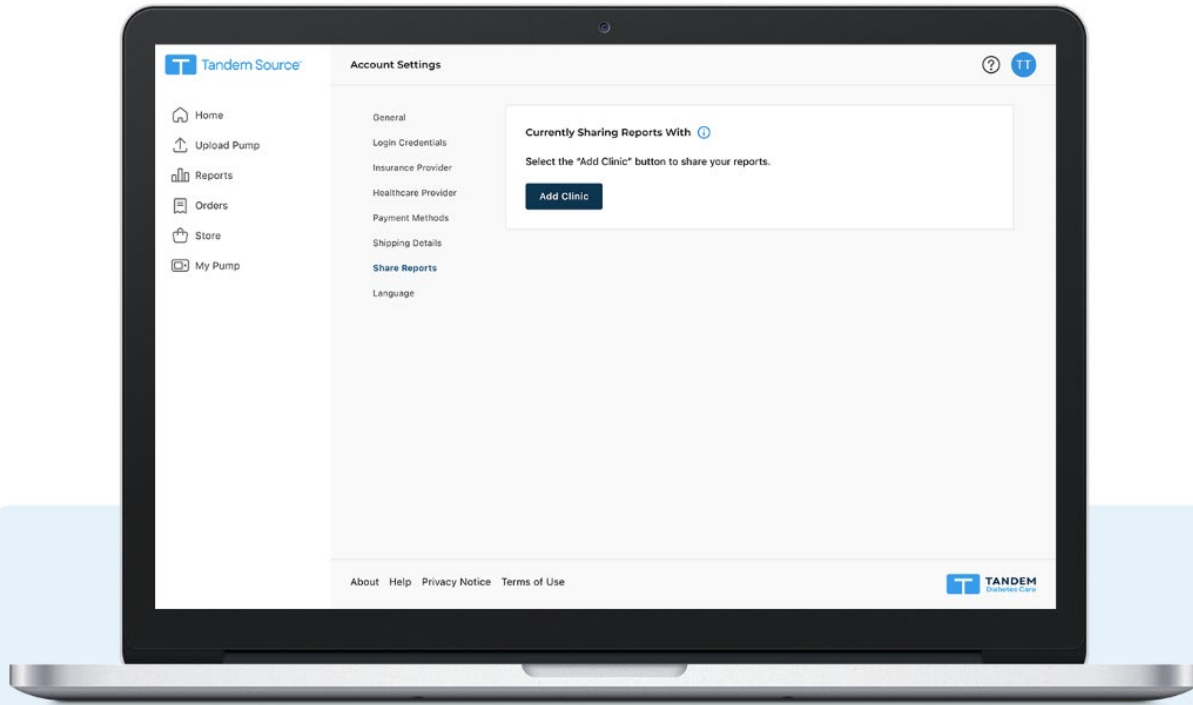 Tandem Source
Account Settings
?
TT
Home
Upload Pump
Reports
Orders
Store
My Pump
General
Login Credentials
Insurance Provider
Healthcare Provider
Payment Methods
Shipping Details
Share Reports
Language
Currently Sharing Reports With
Select the "Add Clinic" button to share your reports.
Add Clinic
About Help Privacy Notice Terms of Use
TANDEM
Diabetes Care